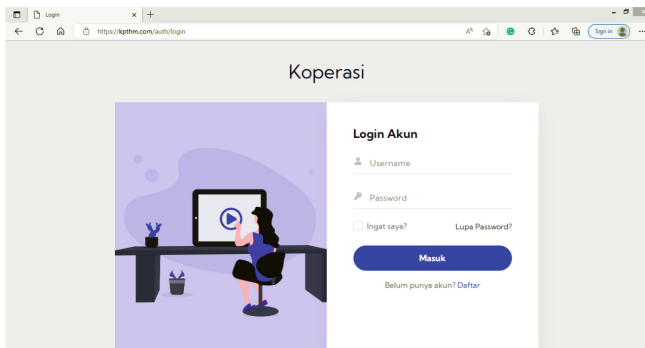 Login
https://kpthm.com/auth/login
Sign in
Koperasi
Login Akun
Username
Password
Ingat saya?
Lupa Password?
Masuk
Belum punya akun? Daftar